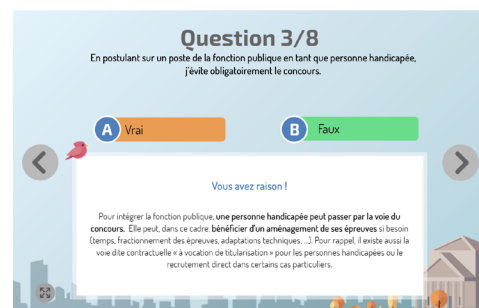 Question 3/8
En postulant sur un poste de la fonction publique en tant que personne handicapée,
j'évite obligatoirement le concours.
A Vrai
B Faux
Vous avez raison !
Pour intégrer la fonction publique, une personne handicapée peut passer par la voie du
concours. Elle peut, dans ce cadre, bénéficier d'un aménagement de ses épreuves si besoin
(temps, fractionnement des épreuves, adaptations techniques, ...). Pour rappel, il existe aussi la
voie dite contractuelle « à vocation de titularisation » pour les personnes handicapées ou le
recrutement direct dans certains cas particuliers.